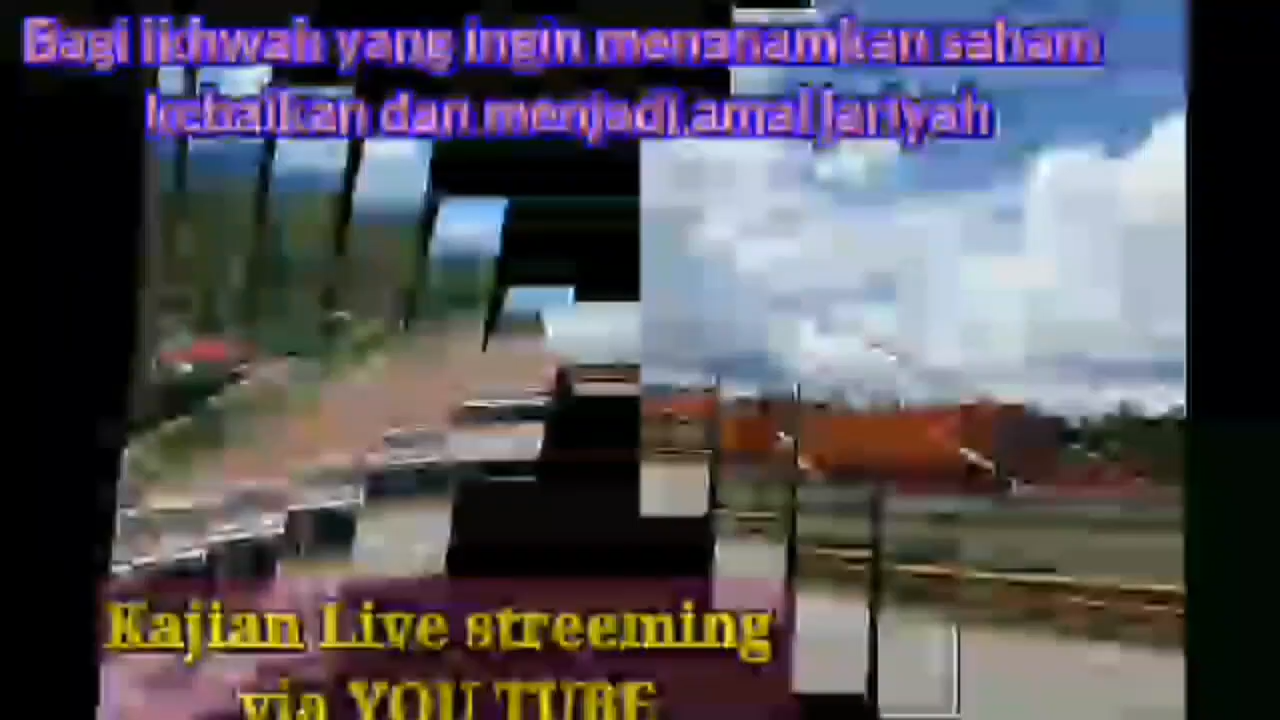 Bagi ikhwah yang ingin menanamkan saham
kebaikan dan menjadi amal jariyah
Kajian Live streeming
via YOU TUBE